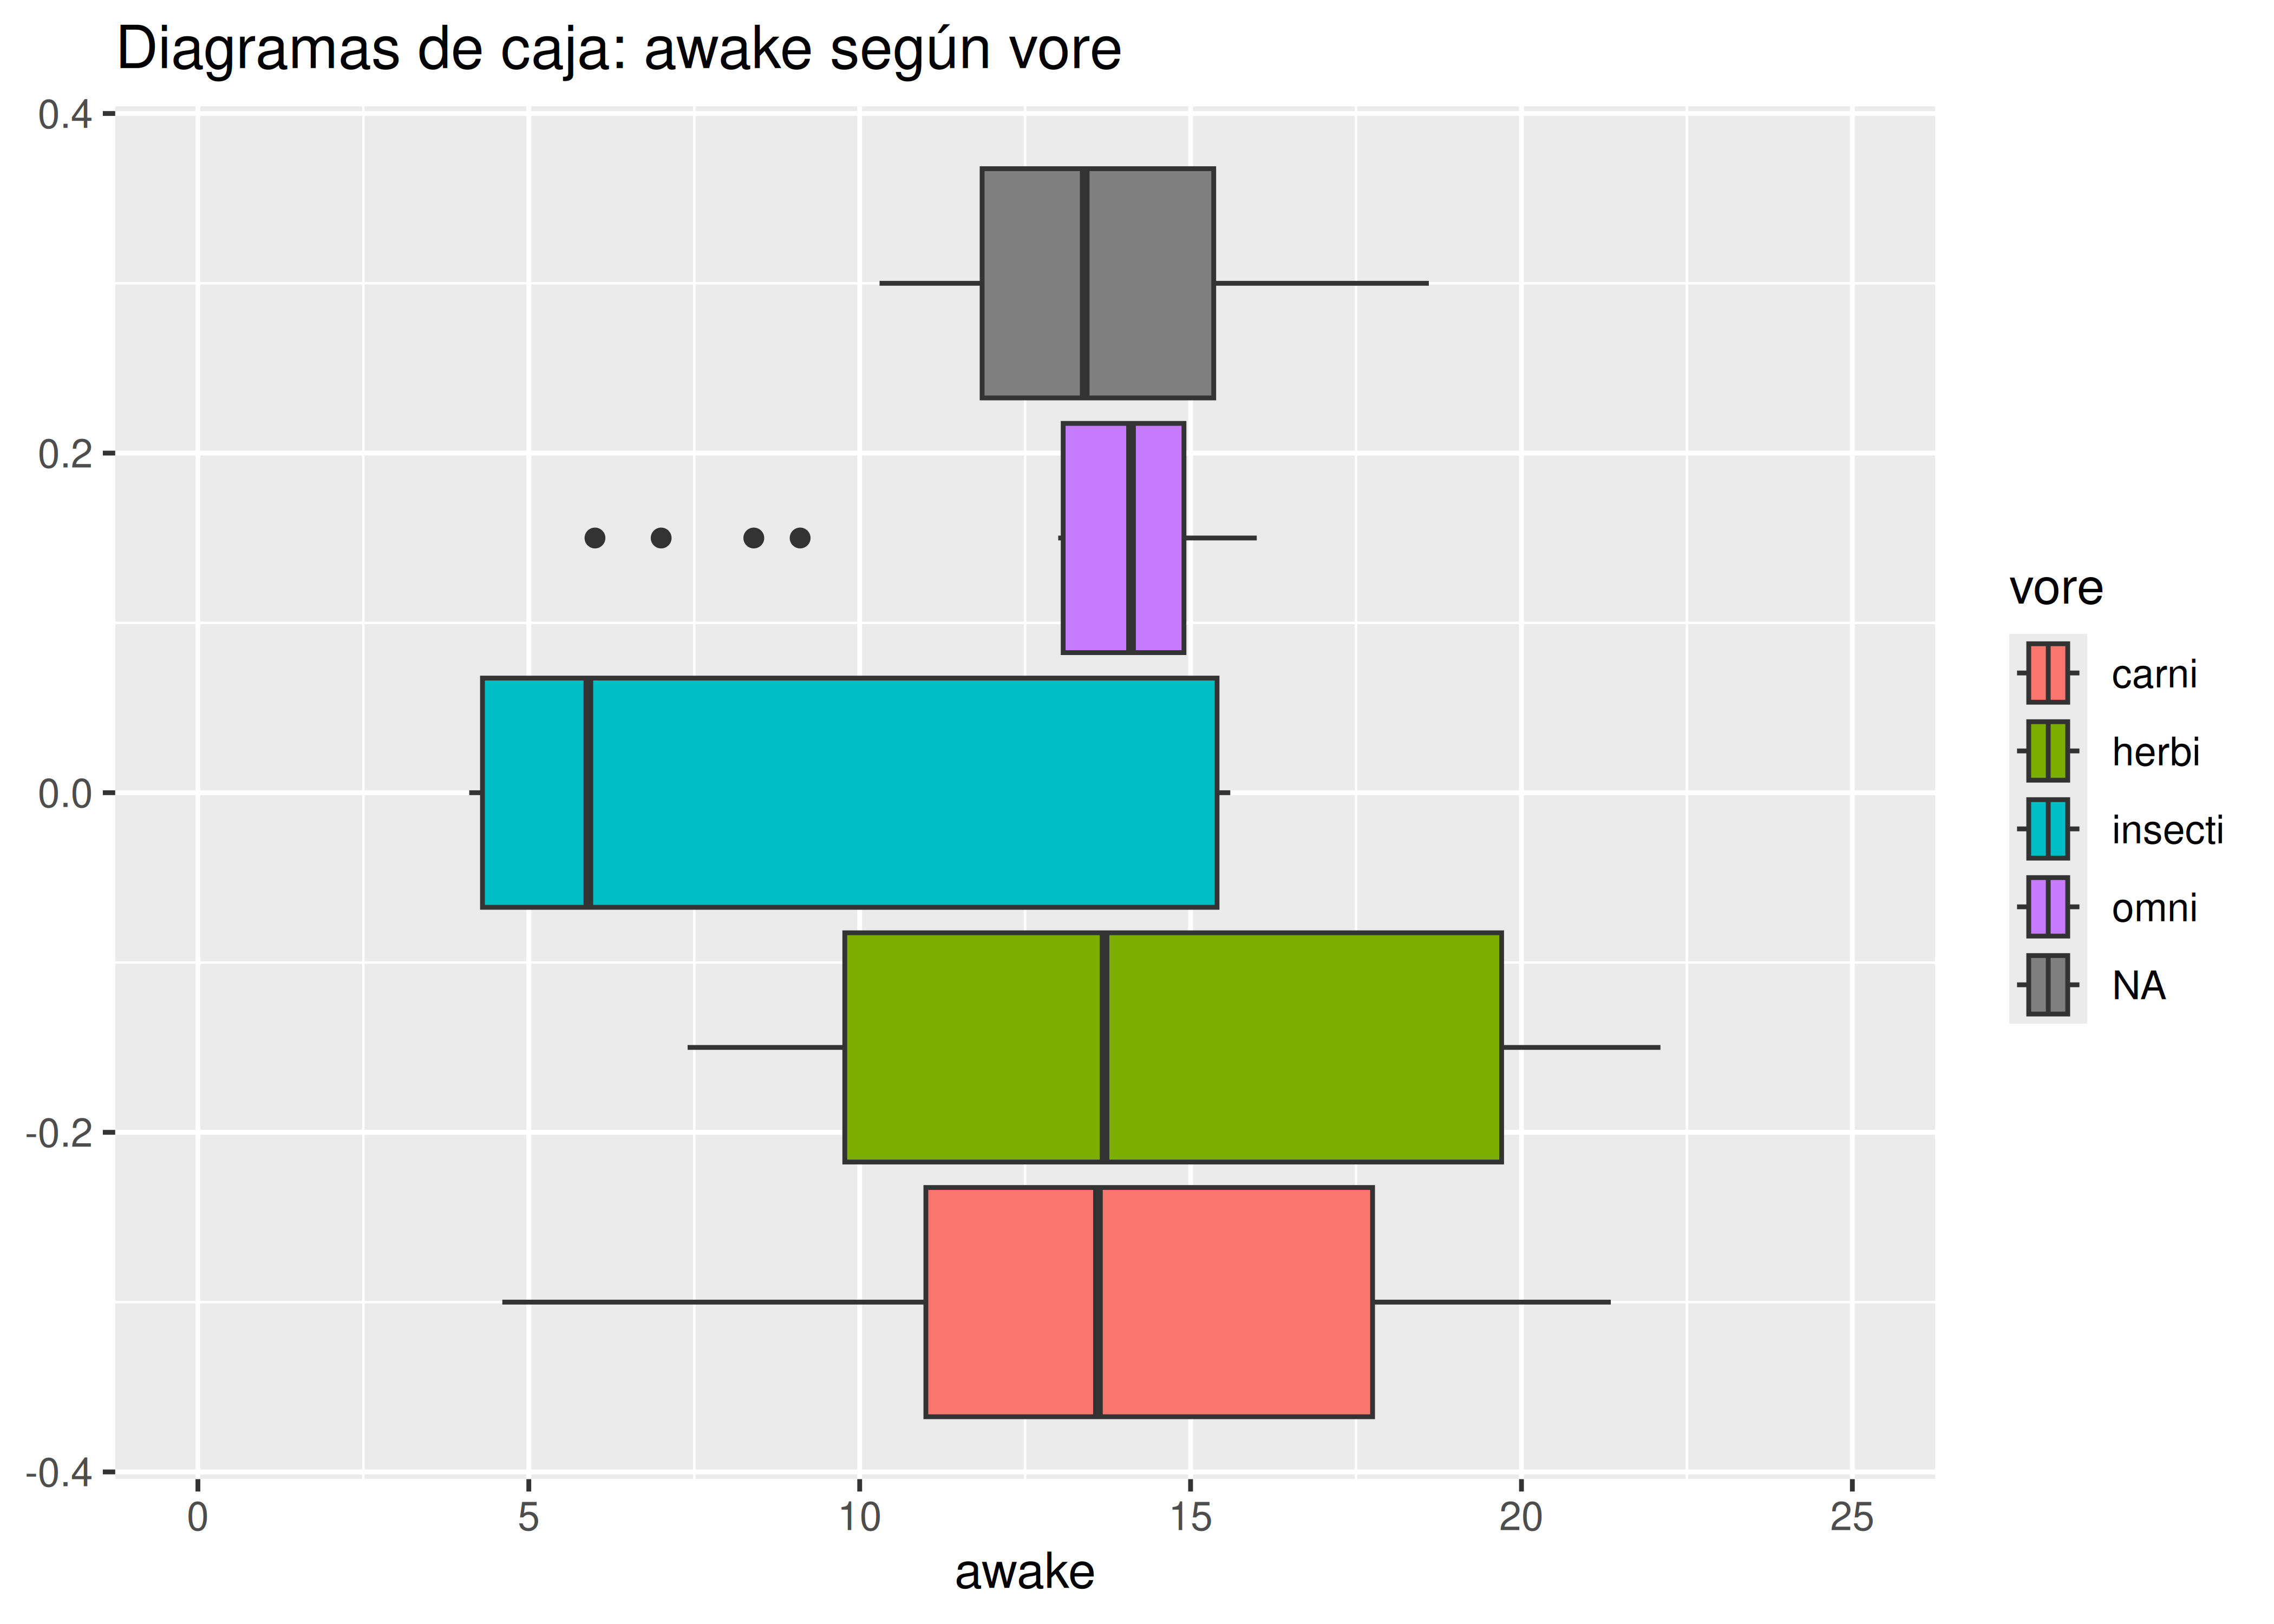 Diagramas de caja: awake según vore
0.4
0.2
0.0
-0.2
-0.4
0 5 10 15 20 25
awake
vore
carni
herbi
insecti
omni
NA